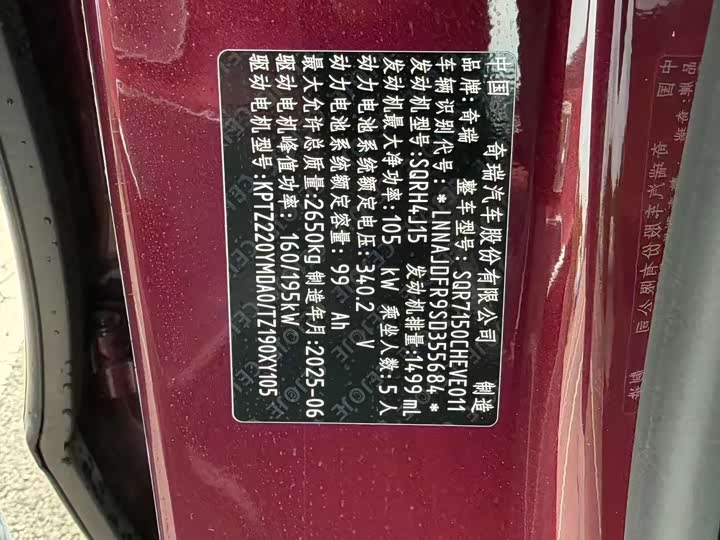 中国 奇瑞汽车股份有限公司 制造
品牌:奇瑞 整车型号:SQR7150CHEVE011
车辆识别代号:*LNNAJDFR9SD355684*
发动机型号:SQRH4J15 发动机排量:1499mL
发动机最大净功率:105 kW 乘坐人数:5人
动力电池系统额定电压:340.2 V
动力电池系统额定容量:99 Ah
最大允许总质量:2650kg 制造年月:2025-06
驱动电机峰值功率:160/195kW
驱动电机型号:KPTZ220YMDA0/TZ190XY105